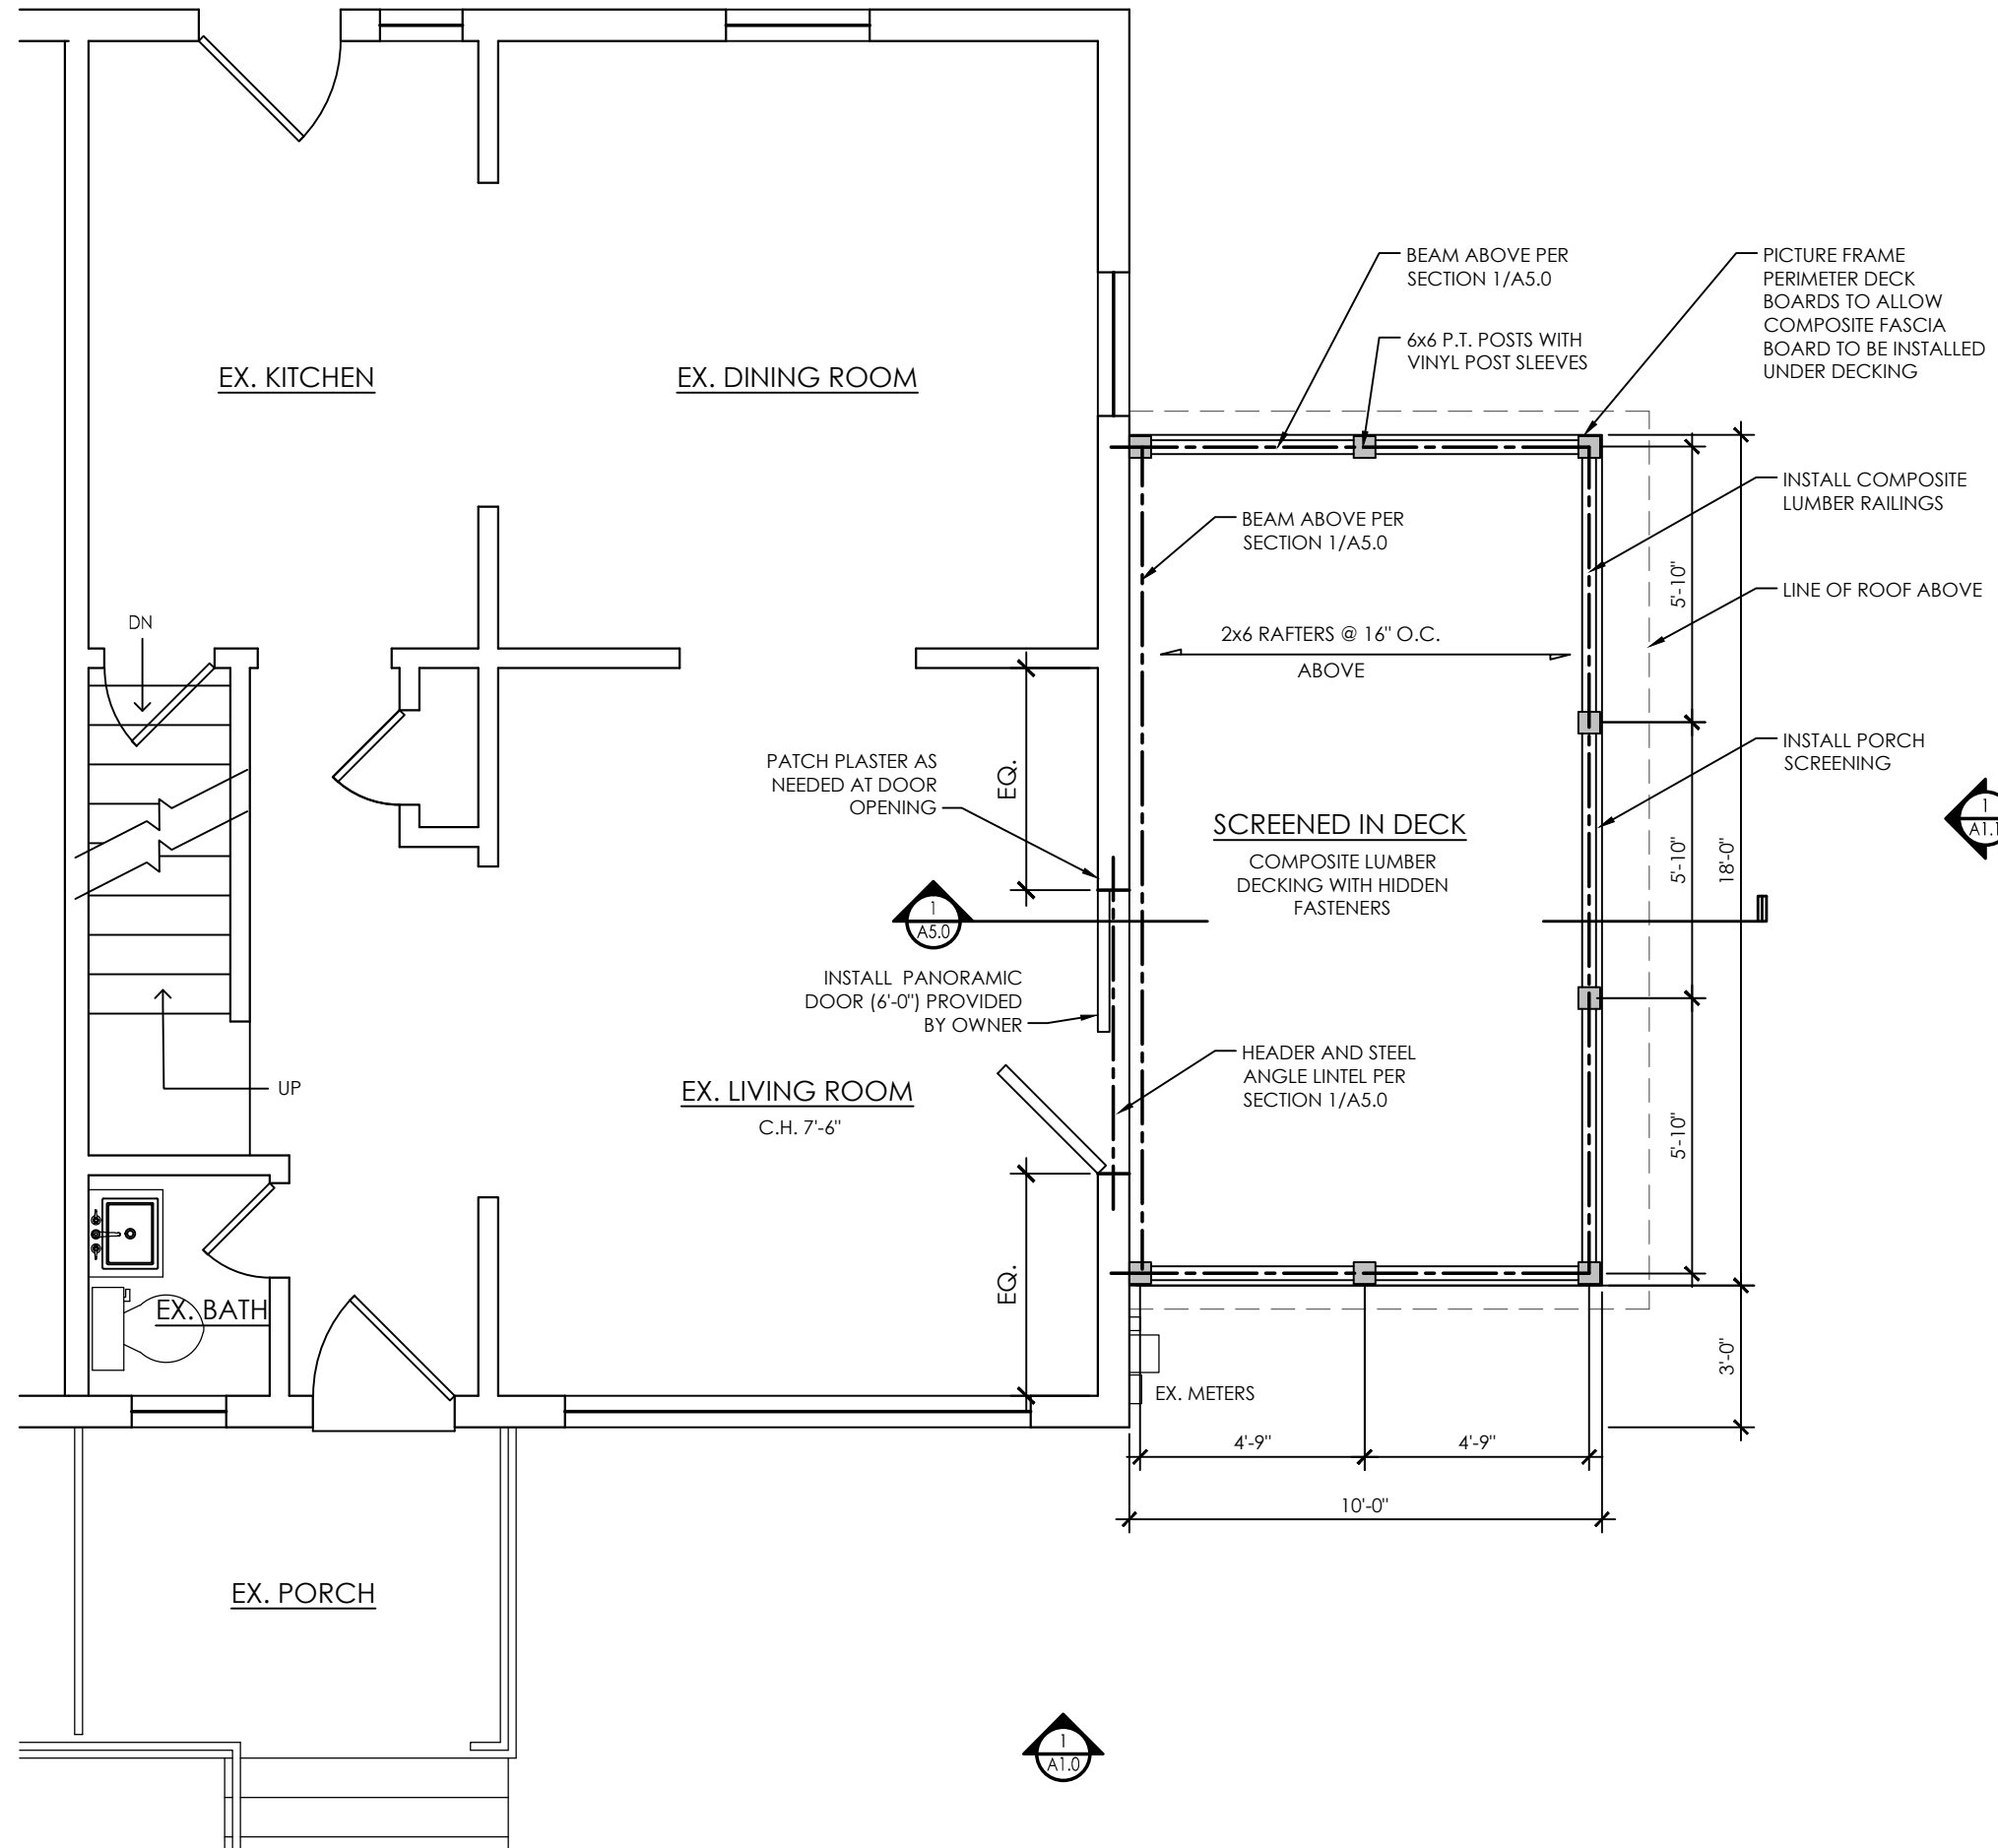 BEAM ABOVE PER
SECTION 1/A5.0
PICTURE FRAME
PERIMETER DECK
BOARDS TO ALLOW
COMPOSITE FASCIA
BOARD TO BE INSTALLED
UNDER DECKING
6x6 P.T. POSTS WITH
VINYL POST SLEEVES
EX. KITCHEN
EX. DINING ROOM
INSTALL COMPOSITE
LUMBER RAILINGS
BEAM ABOVE PER
SECTION 1/A5.0
5'-10"
LINE OF ROOF ABOVE
DN
2x6 RAFTERS @ 16" O.C.
ABOVE
PATCH PLASTER AS
NEEDED AT DOOR
OPENING
EQ.
INSTALL PORCH
SCREENING
SCREENED IN DECK
COMPOSITE LUMBER
DECKING WITH HIDDEN
FASTENERS
5'-10"
18'-0"
1
A1.1
1
A5.0
INSTALL PANORAMIC
DOOR (6'-0") PROVIDED
BY OWNER
HEADER AND STEEL
ANGLE LINTEL PER
SECTION 1/A5.0
UP
EX. LIVING ROOM
C.H. 7'-6"
5'-10"
EQ.
EX. BATH
3'-0"
EX. METERS
4'-9"
4'-9"
10'-0"
EX. PORCH
1
A1.0